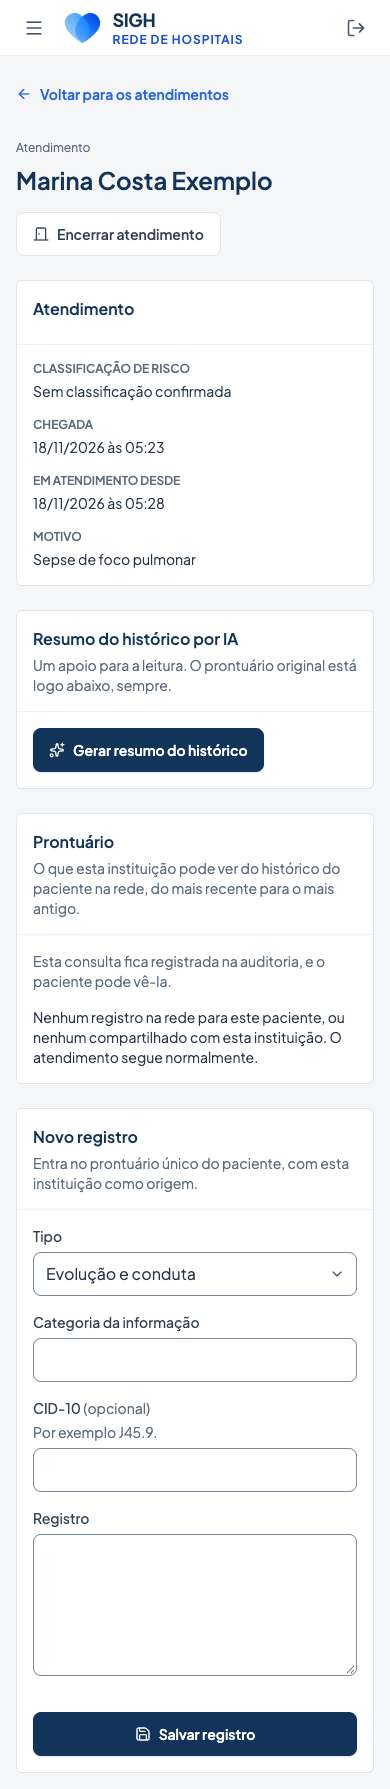 SIGH
REDE DE HOSPITAIS
Voltar para os atendimentos
Atendimento
Marina Costa Exemplo
Encerrar atendimento
Atendimento
CLASSIFICAÇÃO DE RISCO
Sem classificação confirmada
CHEGADA
18/11/2026 às 05:23
EM ATENDIMENTO DESDE
18/11/2026 às 05:28
MOTIVO
Sepse de foco pulmonar
Resumo do histórico por IA
Um apoio para a leitura. O prontuário original está
logo abaixo, sempre.
Gerar resumo do histórico
Prontuário
O que esta instituição pode ver do histórico do
paciente na rede, do mais recente para o mais
antigo.
Esta consulta fica registrada na auditoria, e o
paciente pode vê-la.
Nenhum registro na rede para este paciente, ou
nenhum compartilhado com esta instituição. O
atendimento segue normalmente.
Novo registro
Entra no prontuário único do paciente, com esta
instituição como origem.
Tipo
Evolução e conduta
Categoria da informação
CID-10 (opcional)
Por exemplo J45.9.
Registro
Salvar registro